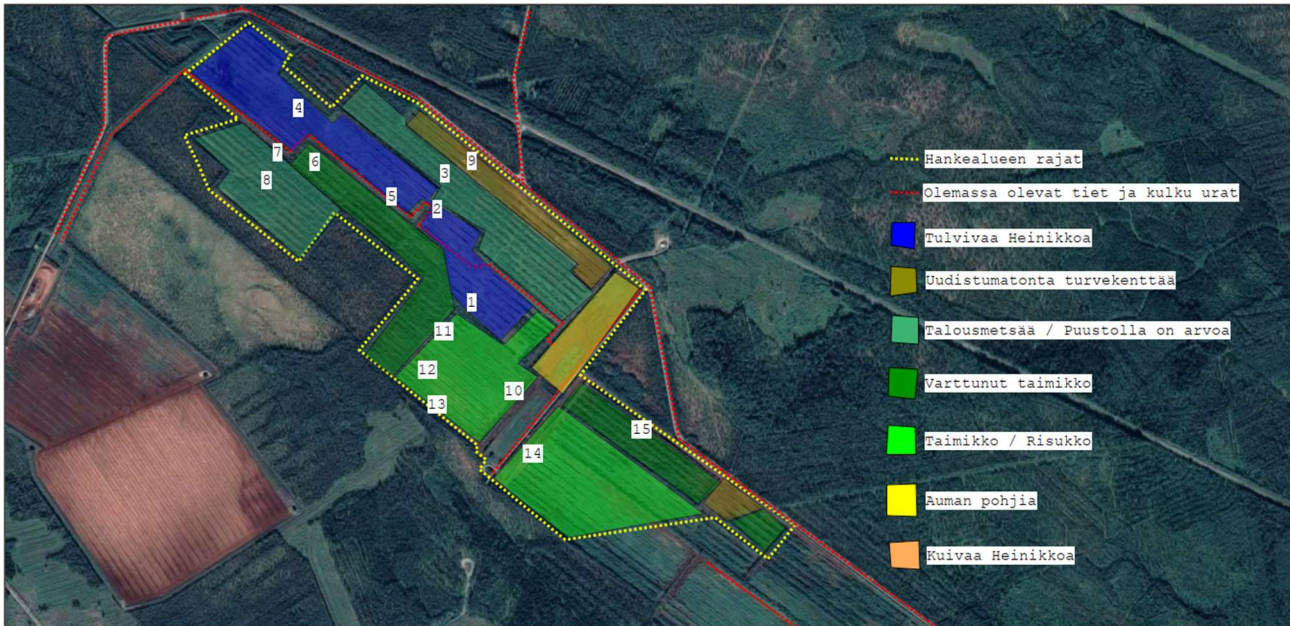 4
7
6
9
8
3
5
2
1
11
12
10
13
14
15
Hankealueen rajat
Olemassa olevat tiet ja kulku urat
Tulvivaa Heinikkoa
Uudistumatonta turvekenttää
Talousmetsää / Puustolla on arvoa
Varttunut taimikko
Taimikko / Risukko
Auman pohjia
Kuivaa Heinikkoa